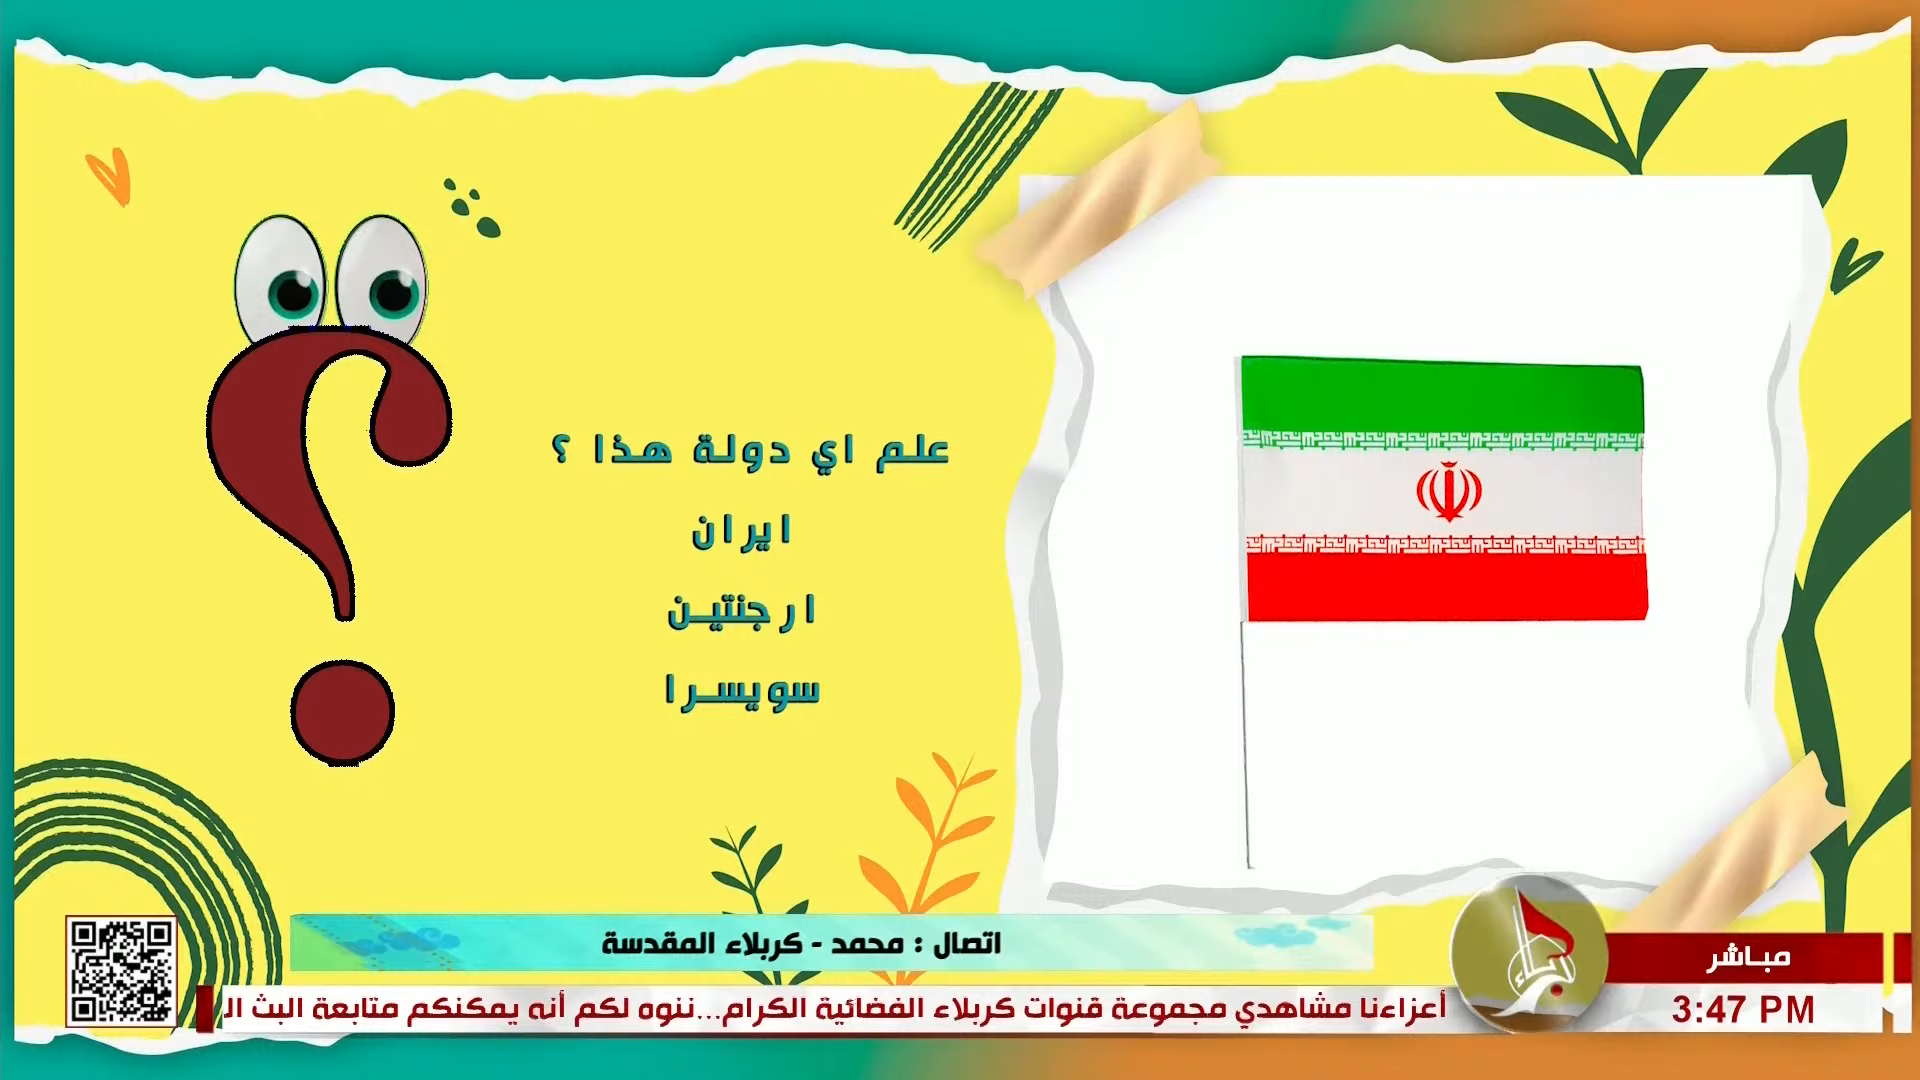 علم اي دولة هذا ؟
ايران
ارجنتين
سويسرا
اتصال : محمد - كربلاء المقدسة
مباشر
أعزاءنا مشاهدي مجموعة قنوات كربلاء الفضائية الكرام...ننوه لكم أنه يمكنكم متابعة البث ال
3:47 PM